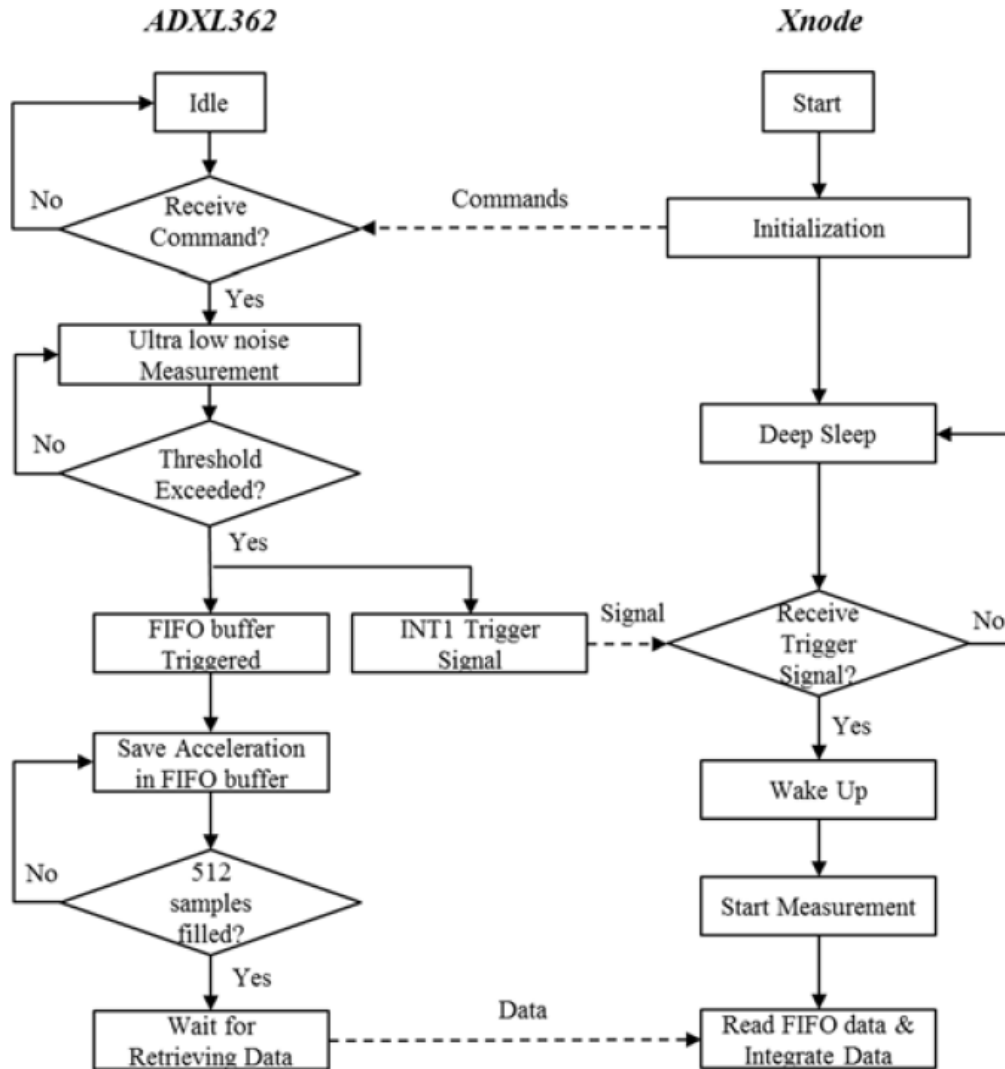 ADXL362
Idle
No
Receive
Command?
Yes
Ultra low noise
Measurement
No
Threshold
Exceeded?
Yes
FIFO buffer
Triggered
INT1 Trigger
Signal
Save Acceleration
in FIFO buffer
No
512
samples
filled?
Yes
Wait for
Retrieving Data
Commands
Signal
Data
Xnode
Start
Initialization
Deep Sleep
Receive
Trigger
Signal?
No
Yes
Wake Up
Start Measurement
Read FIFO data &
Integrate Data